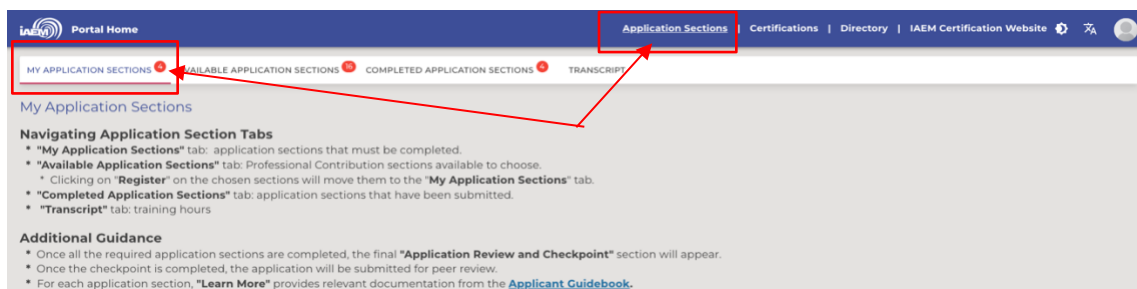 iAEM Portal Home Application Sections | Certifications | Directory | IAEM Certification Website
MY APPLICATION SECTIONS 4 AVAILABLE APPLICATION SECTIONS 16 COMPLETED APPLICATION SECTIONS 4 TRANSCRIPT
My Application Sections
Navigating Application Section Tabs
* "My Application Sections" tab: application sections that must be completed.
* "Available Application Sections" tab: Professional Contribution sections available to choose.
* Clicking on "Register" on the chosen sections will move them to the "My Application Sections" tab.
* "Completed Application Sections" tab: application sections that have been submitted.
* "Transcript" tab: training hours
Additional Guidance
* Once all the required application sections are completed, the final "Application Review and Checkpoint" section will appear.
* Once the checkpoint is completed, the application will be submitted for peer review.
* For each application section, "Learn More" provides relevant documentation from the Applicant Guidebook.